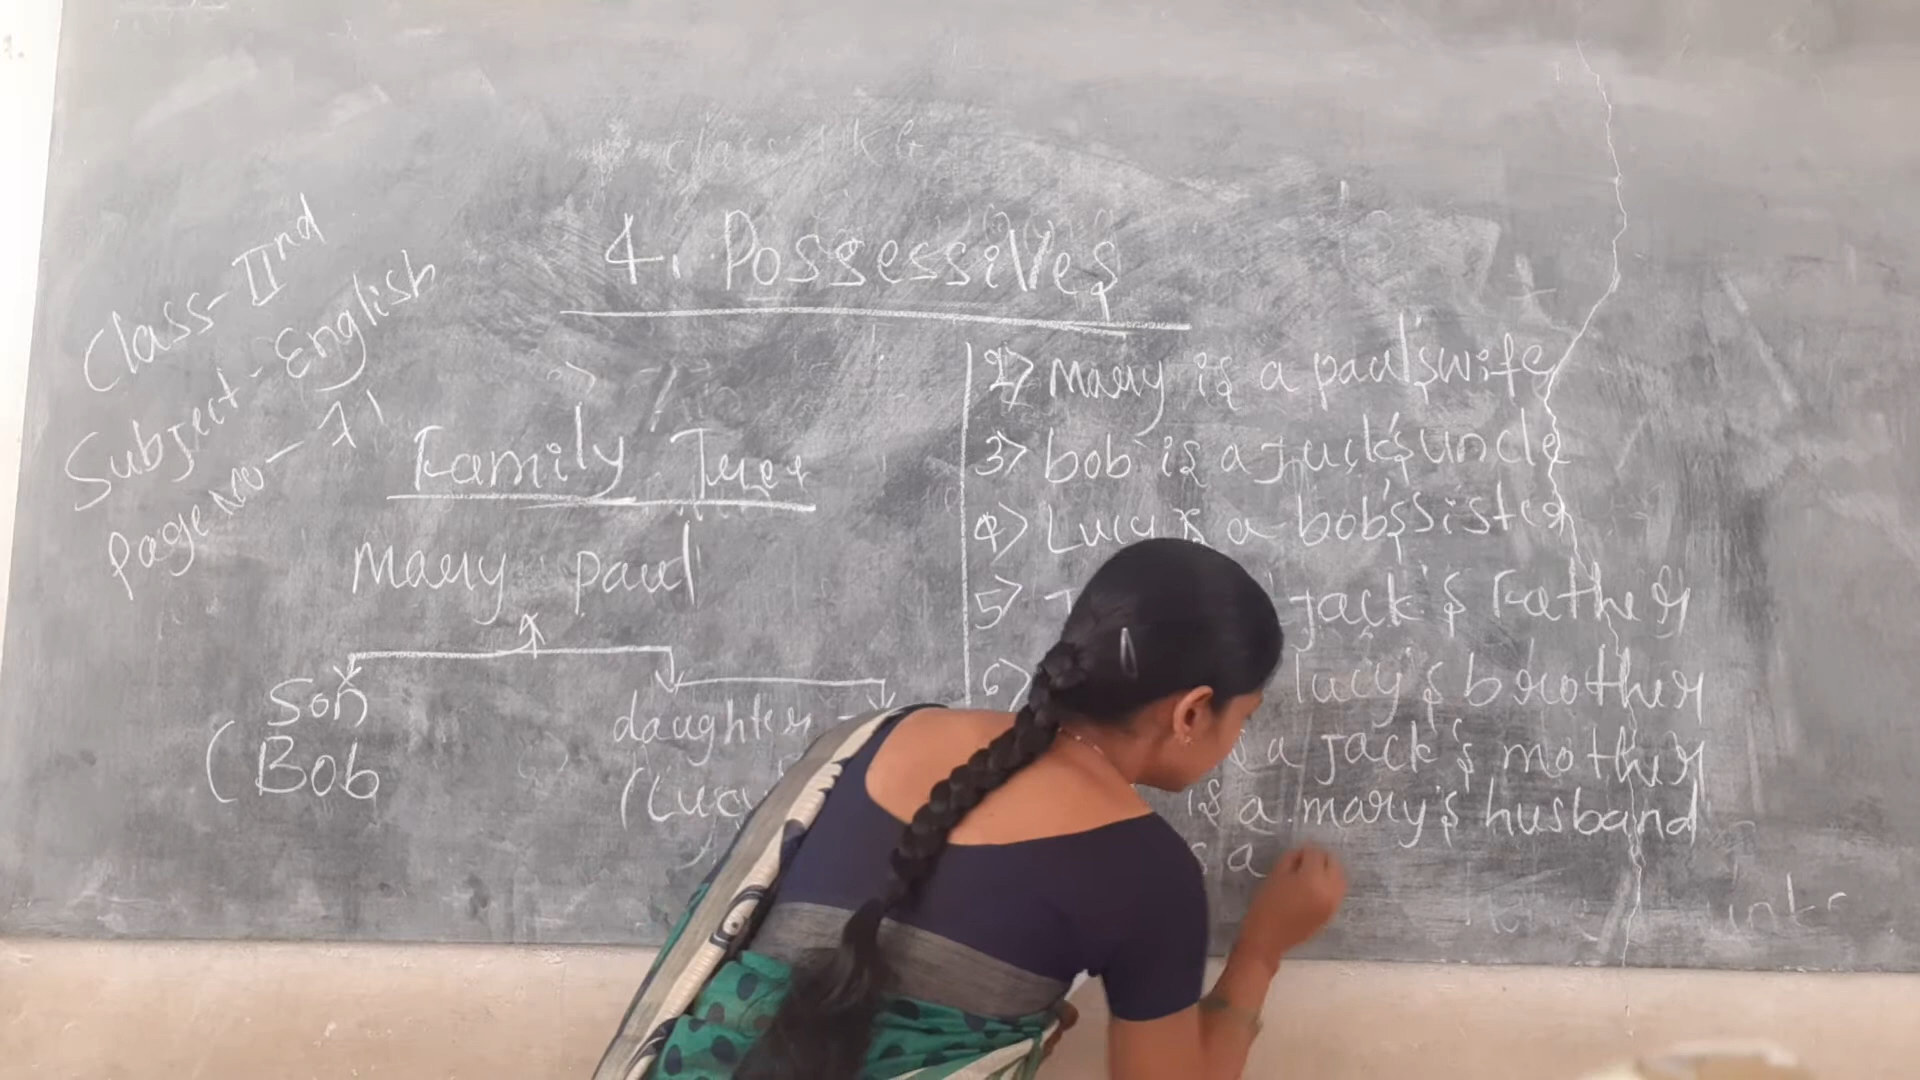 4. Possessives
Class-IInd
Subject-English
Page no-71
Family Tree
Mary paul
Son
(Bob
daughter
(Lucy
2) Mary is a paul's wife
3) bob is a Jack's uncle
4) Lucy is a bob's sister
5) Jack's Father
6) lucy's brother
a Jack's mother
is a mary's husband
a